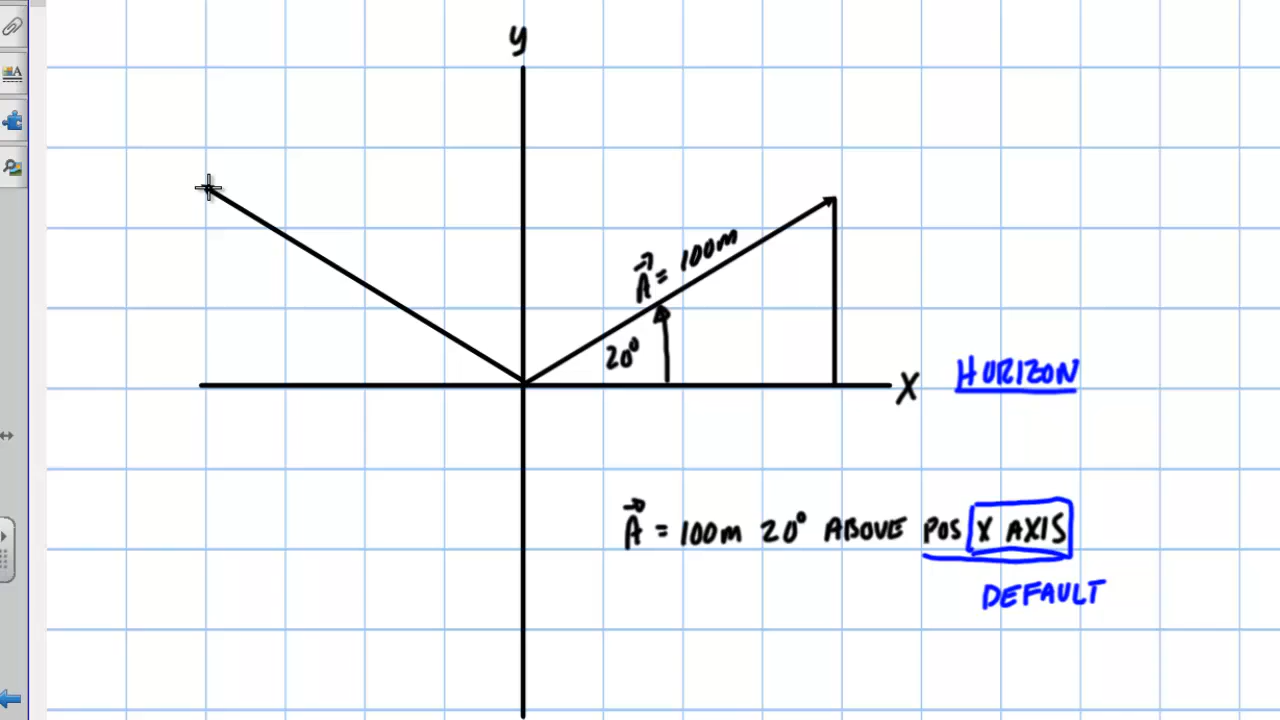 y
A = 100m
20°
X
HORIZON
A = 100m 20° ABOVE POS X AXIS
DEFAULT